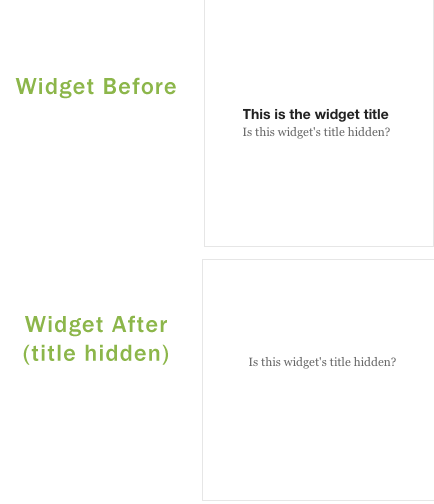 Widget Before
This is the widget title
Is this widget's title hidden?
Widget After
(title hidden)
Is this widget's title hidden?